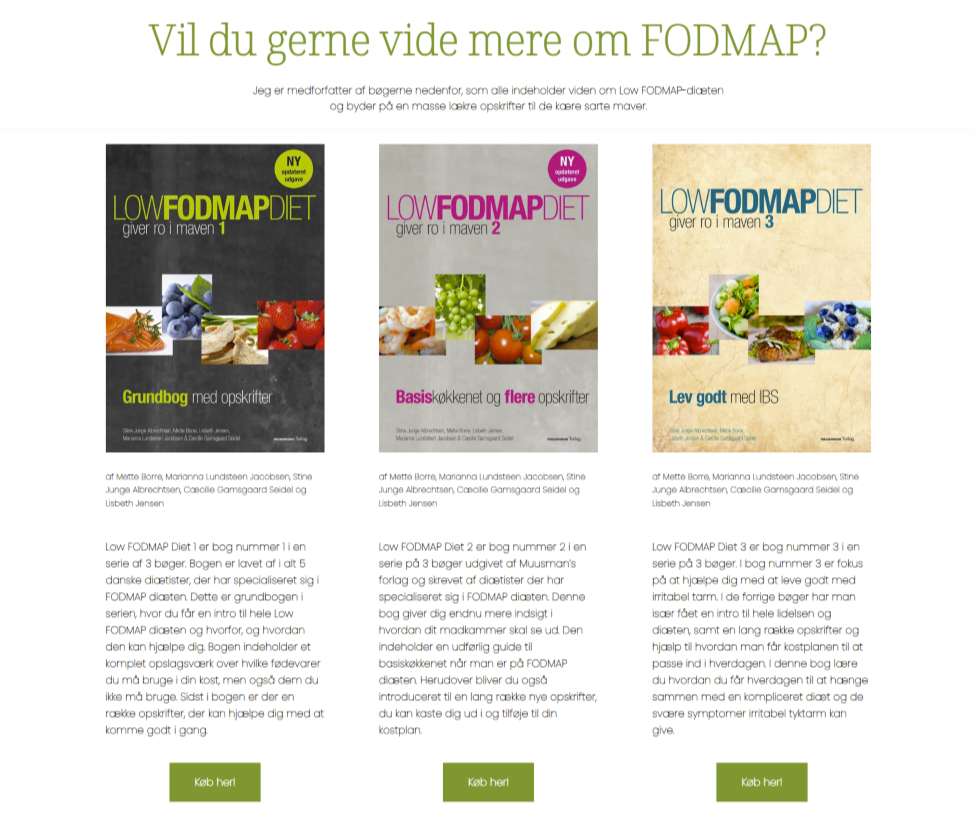 Vil du gerne vide mere om FODMAP?
Jeg er medforfatter af bøgerne nedenfor, som alle indeholder viden om Low FODMAP-diæten
og byder på en masse lækre opskrifter til de kære sarte maver.
NY
opdateret
udgave
LOWFODMAPDIET
giver ro i maven 1
Grundbog med opskrifter
Stine Junge Albrechtsen, Mette Borre, Lisbeth Jensen,
Marianna Lundsteen Jacobsen & Cæcilie Gamsgaard Seidel
af Mette Borre, Marianna Lundsteen Jacobsen, Stine
Junge Albrechtsen, Cæcilie Gamsgaard Seidel og
Lisbeth Jensen
Low FODMAP Diet 1 er bog nummer 1 i en
serie af 3 bøger. Bogen er lavet af i alt 5
danske diætister, der har specialiseret sig i
FODMAP diæten. Dette er grundbogen i
serien, hvor du får en intro til hele Low
FODMAP diæten og hvorfor, og hvordan
den kan hjælpe dig. Bogen indeholder et
komplet opslagsværk over hvilke fødevarer
du må bruge i din kost, men også dem du
ikke må bruge. Sidst i bogen er der en
række opskrifter, der kan hjælpe dig med at
komme godt i gang.
Køb her!
NY
opdateret
udgave
LOWFODMAPDIET
giver ro i maven 2
Basiskøkkenet og flere opskrifter
Stine Junge Albrechtsen, Mette Borre, Lisbeth Jensen,
Marianna Lundsteen Jacobsen & Cæcilie Gamsgaard Seidel
af Mette Borre, Marianna Lundsteen Jacobsen, Stine
Junge Albrechtsen, Cæcilie Gamsgaard Seidel og
Lisbeth Jensen
Low FODMAP Diet 2 er bog nummer 2 i en
serie på 3 bøger udgivet af Muusman's
forlag og skrevet af diætister der har
specialiseret sig i FODMAP diæten. Denne
bog giver dig endnu mere indsigt i
hvordan dit madkammer skal se ud. Den
indeholder en udførlig guide til
basiskøkkenet når man er på FODMAP
diæten. Herudover bliver du også
introduceret til en lang række nye opskrifter,
du kan kaste dig ud i og tilføje til din
kostplan.
Køb her!
LOWFODMAPDIET
giver ro i maven 3
Lev godt med IBS
Stine Junge Albrechtsen, Mette Borre,
Lisbeth Jensen & Cæcilie Gamsgaard Seidel
af Mette Borre, Marianna Lundsteen Jacobsen, Stine
Junge Albrechtsen, Cæcilie Gamsgaard Seidel og
Lisbeth Jensen
Low FODMAP Diet 3 er bog nummer 3 i en
serie på 3 bøger. I bog nummer 3 er fokus
på at hjælpe dig med at leve godt med
irritabel tarm. I de forrige bøger har man
især fået en intro til hele lidelsen og
diæten, samt en lang række opskrifter og
hjælp til hvordan man får kostplanen til at
passe ind i hverdagen. I denne bog lære
du hvordan du får hverdagen til at hænge
sammen med en kompliceret diæt og de
svære symptomer irritabel tyktarm kan
give.
Køb her!